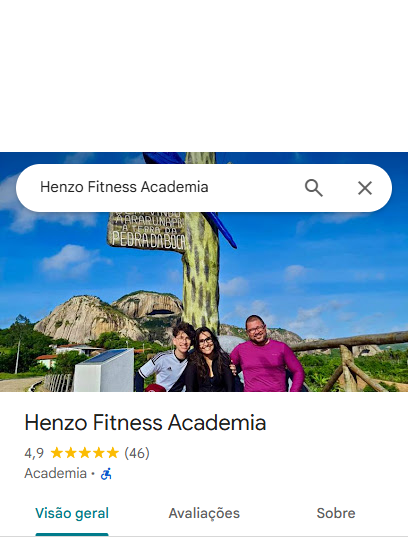 Henzo Fitness Academia
A TERRA DA
PEDRA DA BOCA
Henzo Fitness Academia
4,9 (46)
Academia ·
Visão geral Avaliações Sobre